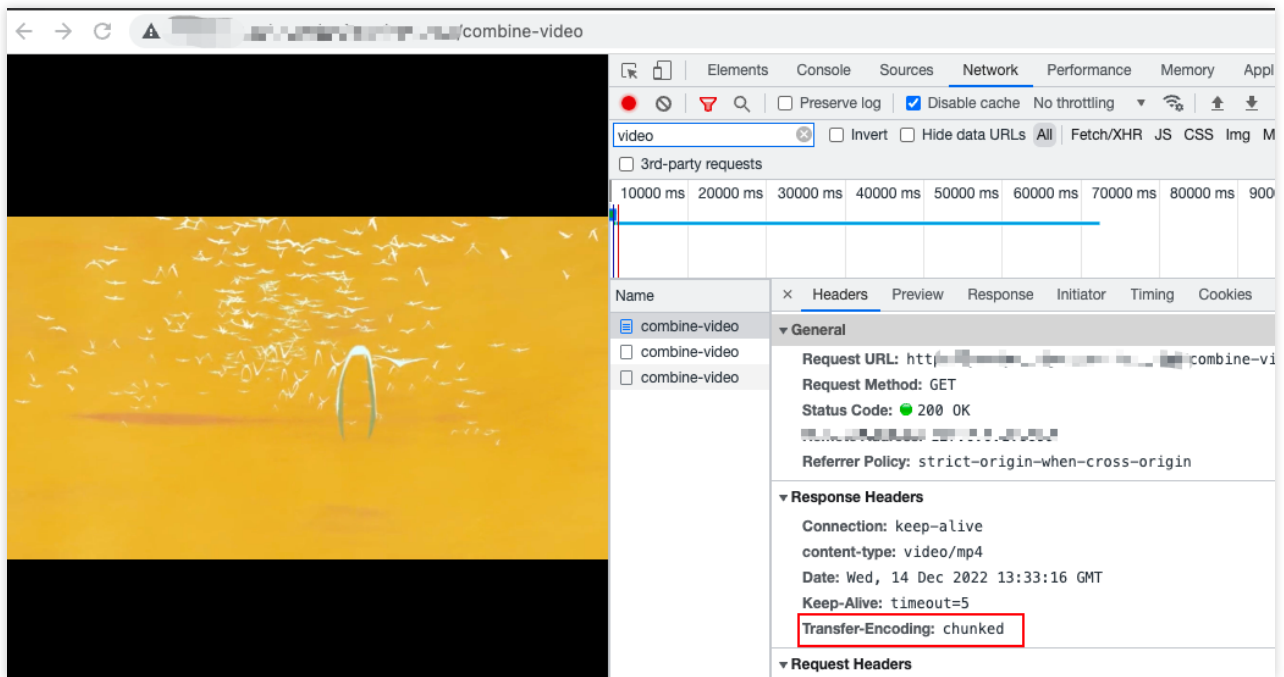 /combine-video
Elements Console Sources Network Performance Memory Appl
Preserve log Disable cache No throttling
video Invert Hide data URLs All Fetch/XHR JS CSS Img M
3rd-party requests
10000 ms 20000 ms 30000 ms 40000 ms 50000 ms 60000 ms 70000 ms 80000 ms 900
Name
× Headers Preview Response Initiator Timing Cookies
combine-video
combine-video
combine-video
General
Request URL: http combine-vi
Request Method: GET
Status Code: 200 OK
Referrer Policy: strict-origin-when-cross-origin
Response Headers
Connection: keep-alive
content-type: video/mp4
Date: Wed, 14 Dec 2022 13:33:16 GMT
Keep-Alive: timeout=5
Transfer-Encoding: chunked
Request Headers